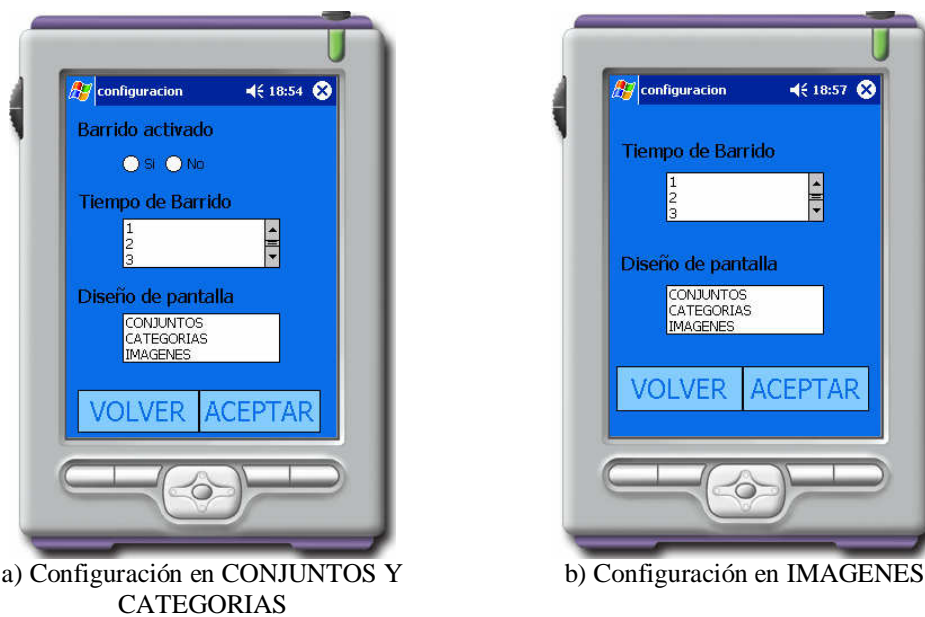 configuracion 18:54
Barrido activado
Si No
Tiempo de Barrido
1
2
3
Diseño de pantalla
CONJUNTOS
CATEGORIAS
IMAGENES
VOLVER ACEPTAR
a) Configuración en CONJUNTOS Y
CATEGORIAS
configuracion 18:57
Tiempo de Barrido
1
2
3
Diseño de pantalla
CONJUNTOS
CATEGORIAS
IMAGENES
VOLVER ACEPTAR
b) Configuración en IMAGENES